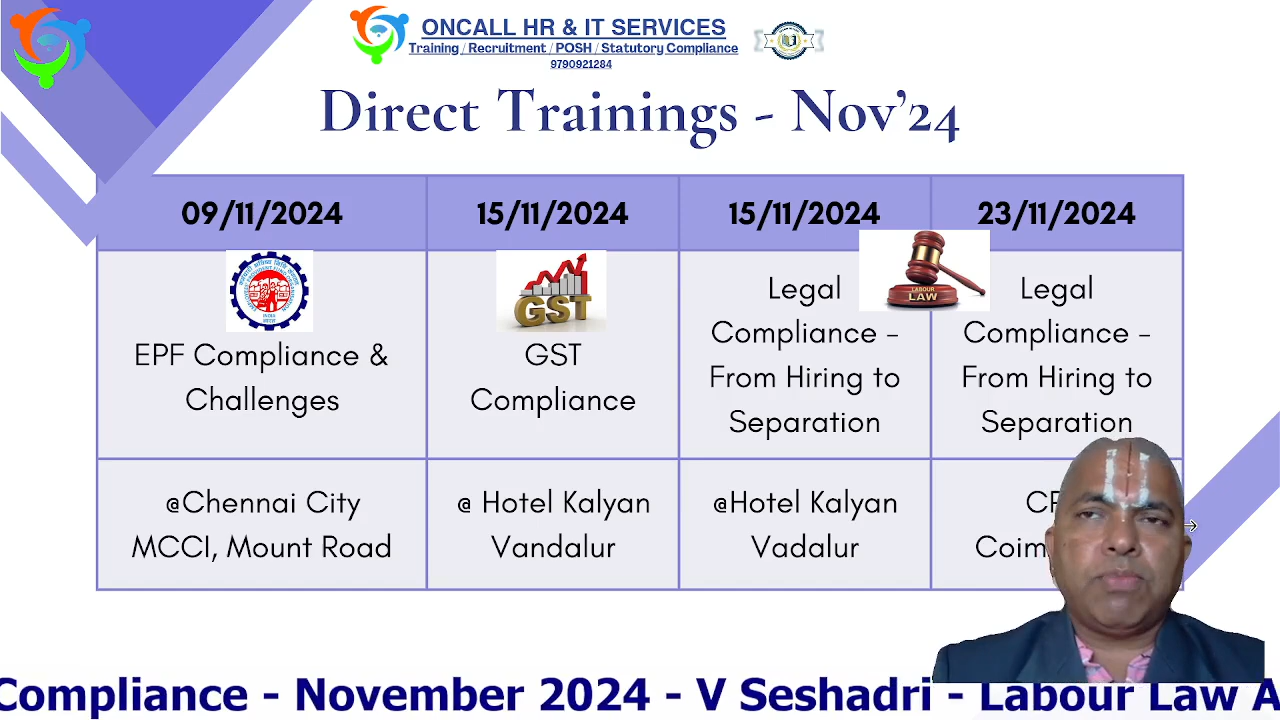 ONCALL HR & IT SERVICES
Training / Recruitment / POSH / Statutory Compliance
9790921284
Direct Trainings - Nov'24
09/11/2024
15/11/2024
15/11/2024
23/11/2024
EPF Compliance &
Challenges
GST
GST
Compliance
Legal
Compliance –
From Hiring to
Separation
LABOUR
LAW
Legal
Compliance –
From Hiring to
Separation
@Chennai City
MCCI, Mount Road
@ Hotel Kalyan
Vandalur
@Hotel Kalyan
Vadalur
Compliance - November 2024 - V Seshadri - Labour Law A